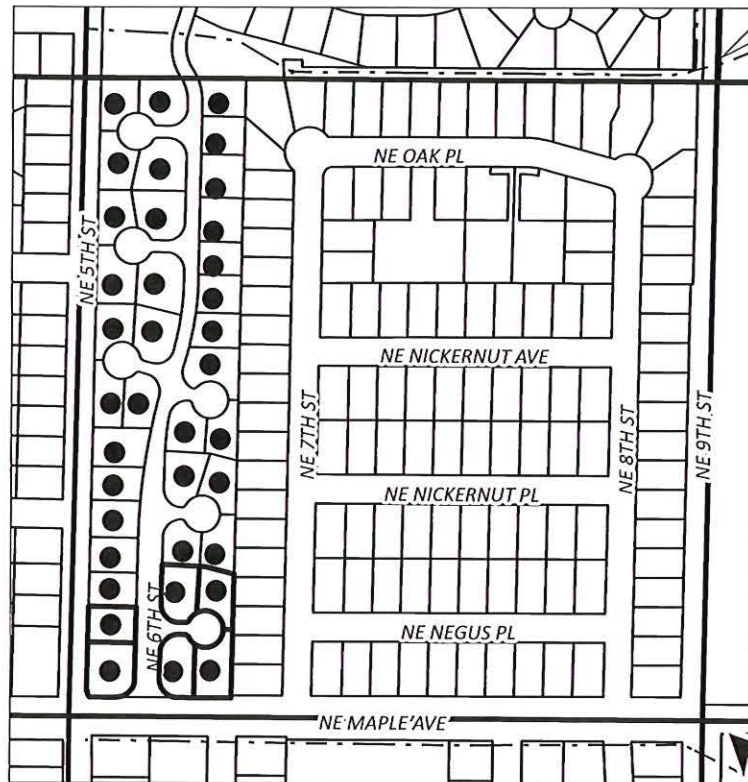 NE OAK PL
NE 5TH ST
NE NICKERNUT AVE
NE 7TH ST
NE 8TH ST
NE 9TH ST
NE NICKERNUT PL
NE 6TH ST
NE NEGUS PL
NE MAPLE AVE